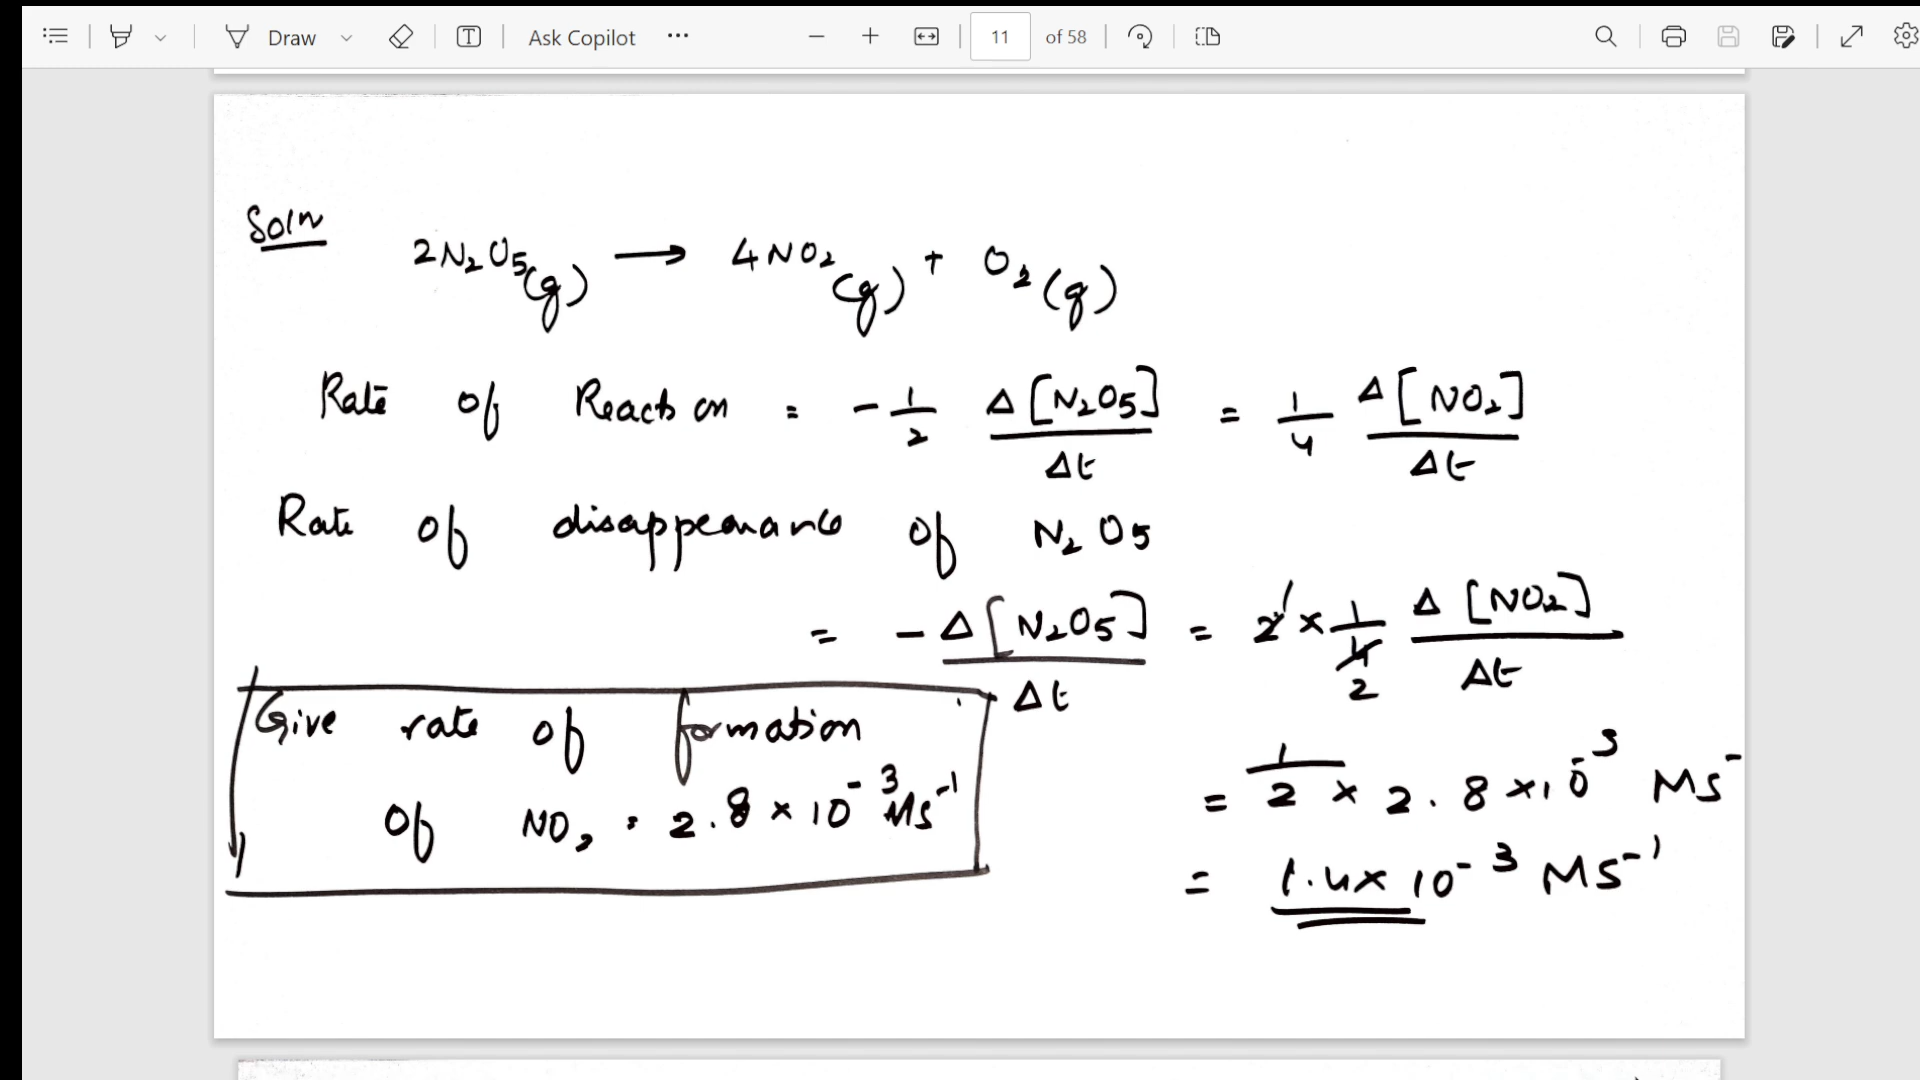 Draw
Ask Copilot
11 of 58
Soln
2N₂O₅(g) → 4NO₂(g) + O₂(g)
Rate of Reaction = -1/2 Δ[N₂O5]/Δt = 1/4 Δ[NO₂]/Δt
Rate of disappearance of N₂O5
= -Δ[N₂O5]/Δt = 2 1 × 1/4 2 Δ[NO₂]/Δt
Give rate of formation
of NO₂ = 2.8 × 10⁻³ Ms⁻¹
= 1/2 × 2.8 × 10⁻³ Ms⁻
= 1.4 × 10⁻³ MS⁻¹